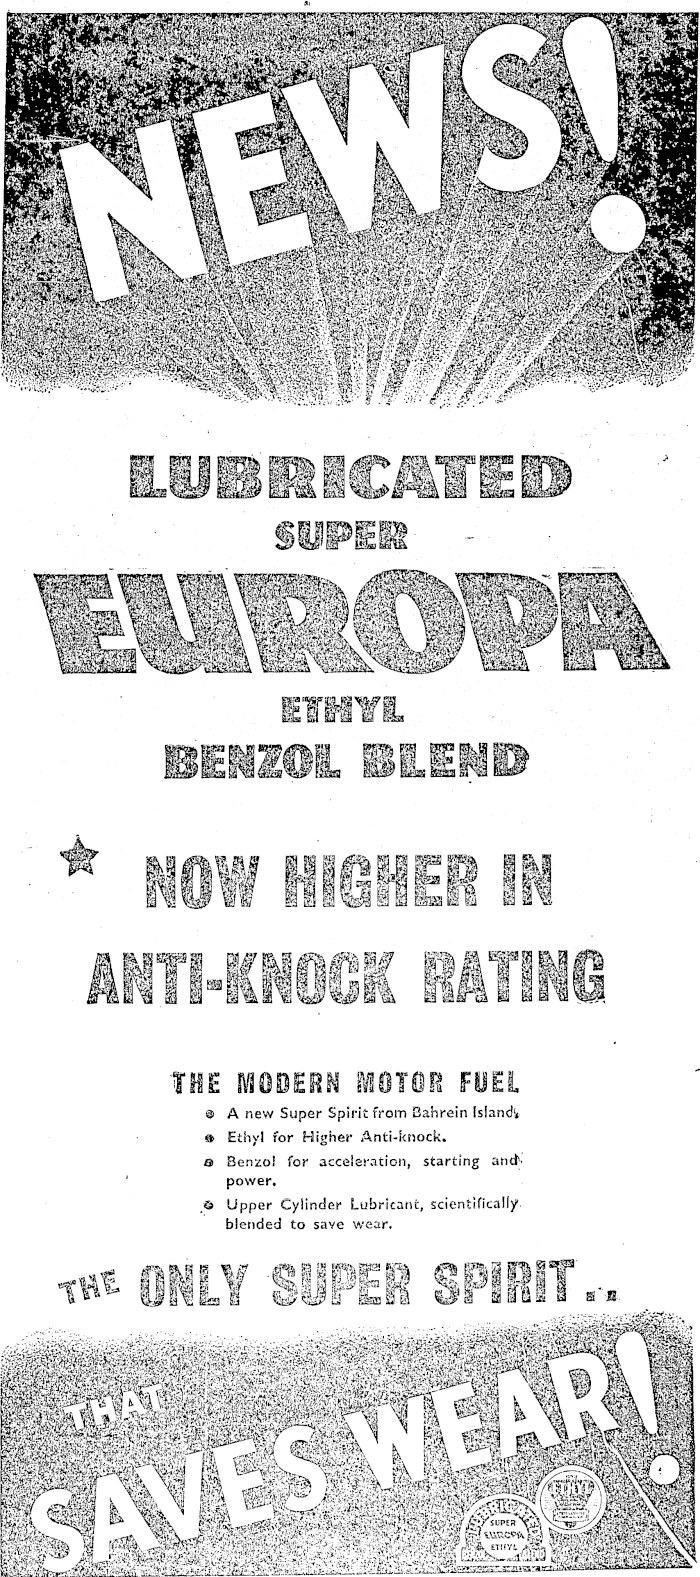 NEWS!
LUBRICATED
SUPER
EUROPA
ETHYL
BENZOL BLEND
NOW HIGHER IN
ANTI-KNOCK RATING
THE MODERN MOTOR FUEL
A new Super Spirit from Bahrein Island.
Ethyl for Higher Anti-knock.
Benzol for acceleration, starting and
power.
Upper Cylinder Lubricant, scientifically
blended to save wear.
THE ONLY SUPER SPIRIT..
THAT
SAVES WEAR!
ETHYL
LUBRICATED
SUPER
EUROPA
ETHYL